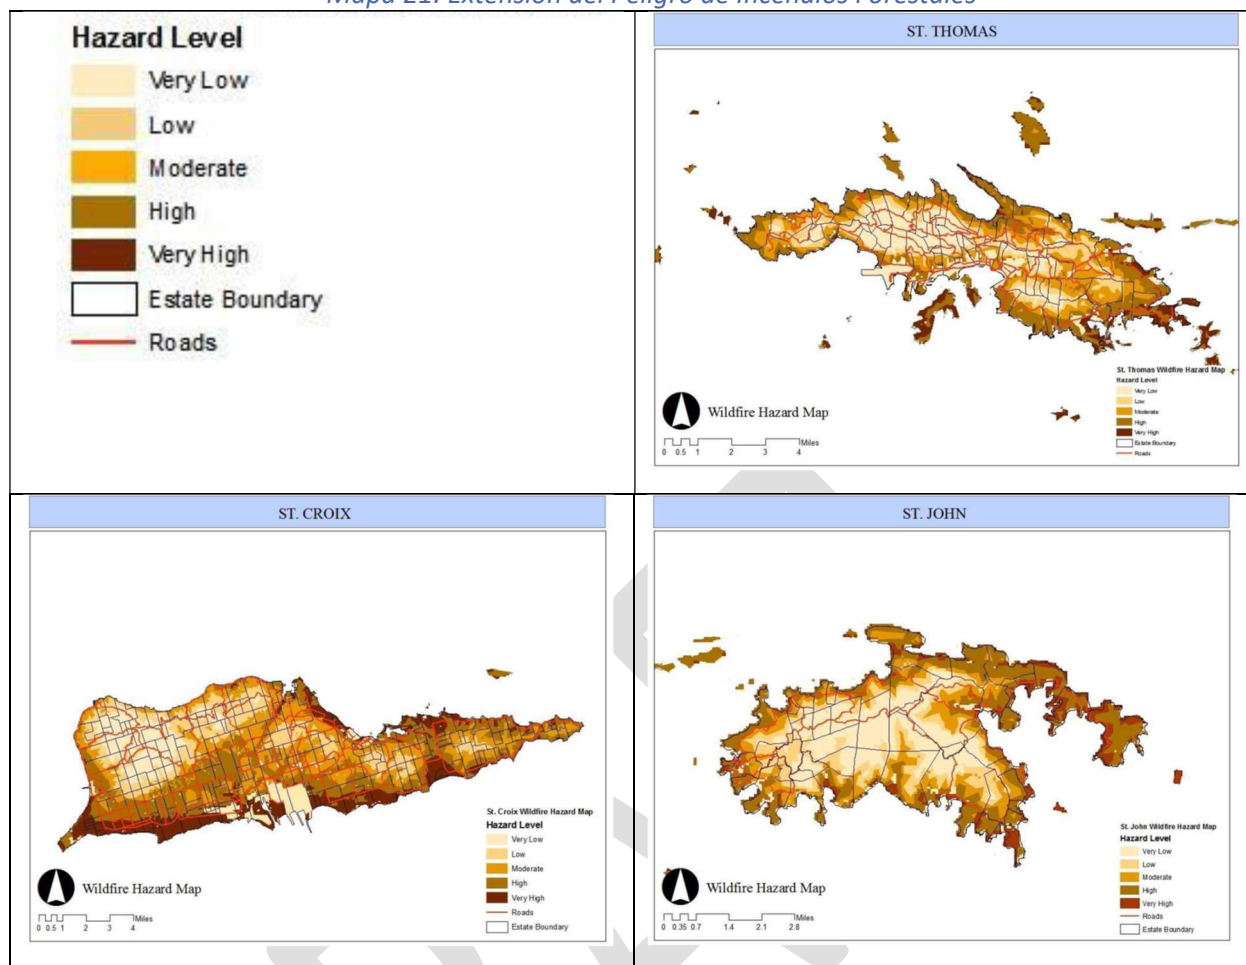 Mapa 21. Extensión del Peligro de Incendios Forestales
Hazard Level
Very Low
Low
Moderate
High
Very High
Estate Boundary
Roads
ST. THOMAS
St. Thomas Wildfire Hazard Map
Hazard Level
Very Low
Low
Moderate
High
Very High
Estate Boundary
Roads
Wildfire Hazard Map
Miles
0 0.5 1 2 3 4
ST. CROIX
St. Croix Wildfire Hazard Map
Hazard Level
Very Low
Low
Moderate
High
Very High
Roads
Estate Boundary
Wildfire Hazard Map
Miles
0 0.5 1 2 3 4
ST. JOHN
St. John Wildfire Hazard Map
Hazard Level
Very Low
Low
Moderate
High
Very High
Roads
Estate Boundary
Wildfire Hazard Map
Miles
0 0.35 0.7 1.4 2.1 2.8